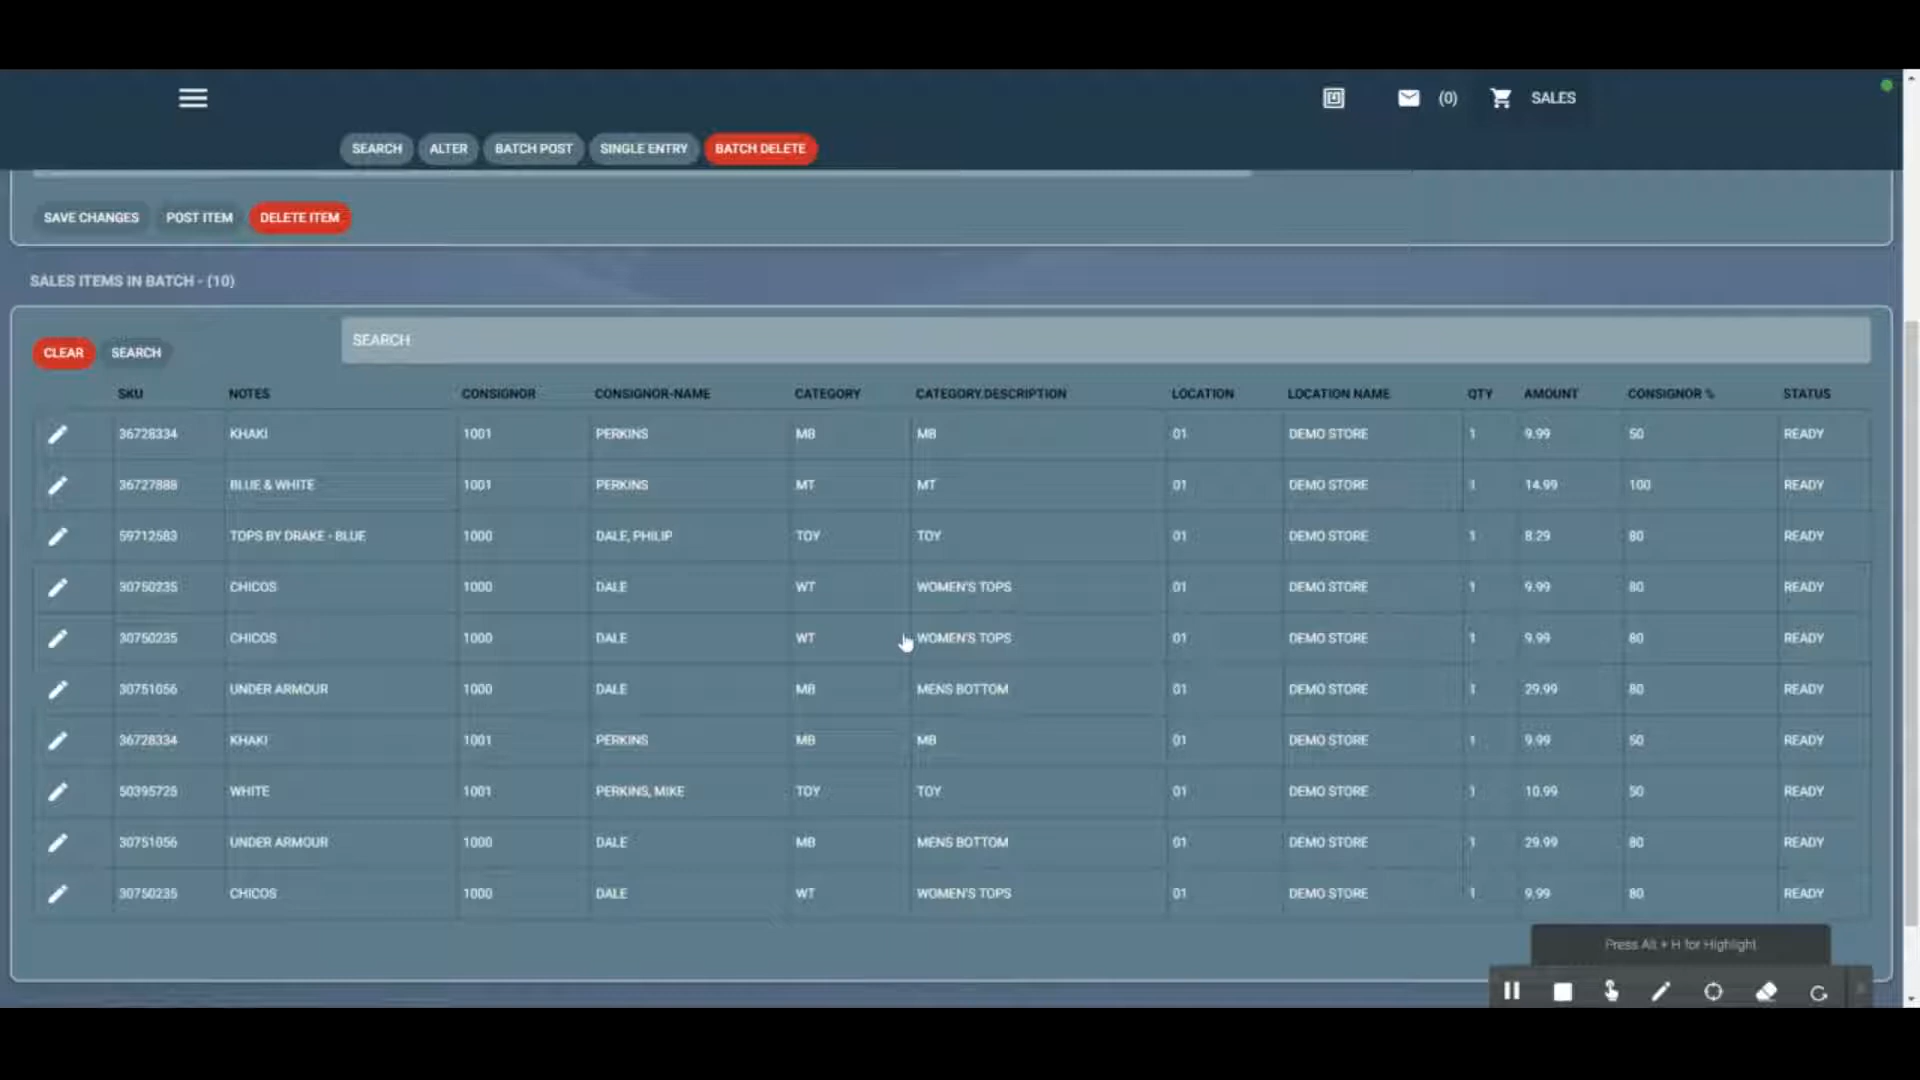 (0) SALES
SEARCH ALTER BATCH POST SINGLE ENTRY BATCH DELETE
SAVE CHANGES POST ITEM DELETE ITEM
SALES ITEMS IN BATCH - (10)
SEARCH
CLEAR SEARCH
SKU NOTES CONSIGNOR CONSIGNOR-NAME CATEGORY CATEGORY.DESCRIPTION LOCATION LOCATION NAME QTY AMOUNT CONSIGNOR % STATUS
36728334 KHAKI 1001 PERKINS MB MB 01 DEMO STORE 1 9.99 50 READY
36727888 BLUE & WHITE 1001 PERKINS MT MT 01 DEMO STORE 1 14.99 100 READY
59712583 TOPS BY DRAKE - BLUE 1000 DALE, PHILIP TOY TOY 01 DEMO STORE 1 8.29 80 READY
30750235 CHICOS 1000 DALE WT WOMEN'S TOPS 01 DEMO STORE 1 9.99 80 READY
30750235 CHICOS 1000 DALE WT WOMEN'S TOPS 01 DEMO STORE 1 9.99 80 READY
30751056 UNDER ARMOUR 1000 DALE MB MENS BOTTOM 01 DEMO STORE 1 29.99 80 READY
36728334 KHAKI 1001 PERKINS MB MB 01 DEMO STORE 1 9.99 50 READY
50395725 WHITE 1001 PERKINS, MIKE TOY TOY 01 DEMO STORE 1 10.99 50 READY
30751056 UNDER ARMOUR 1000 DALE MB MENS BOTTOM 01 DEMO STORE 1 29.99 80 READY
30750235 CHICOS 1000 DALE WT WOMEN'S TOPS 01 DEMO STORE 1 9.99 80 READY
Press Alt + H for Highlight